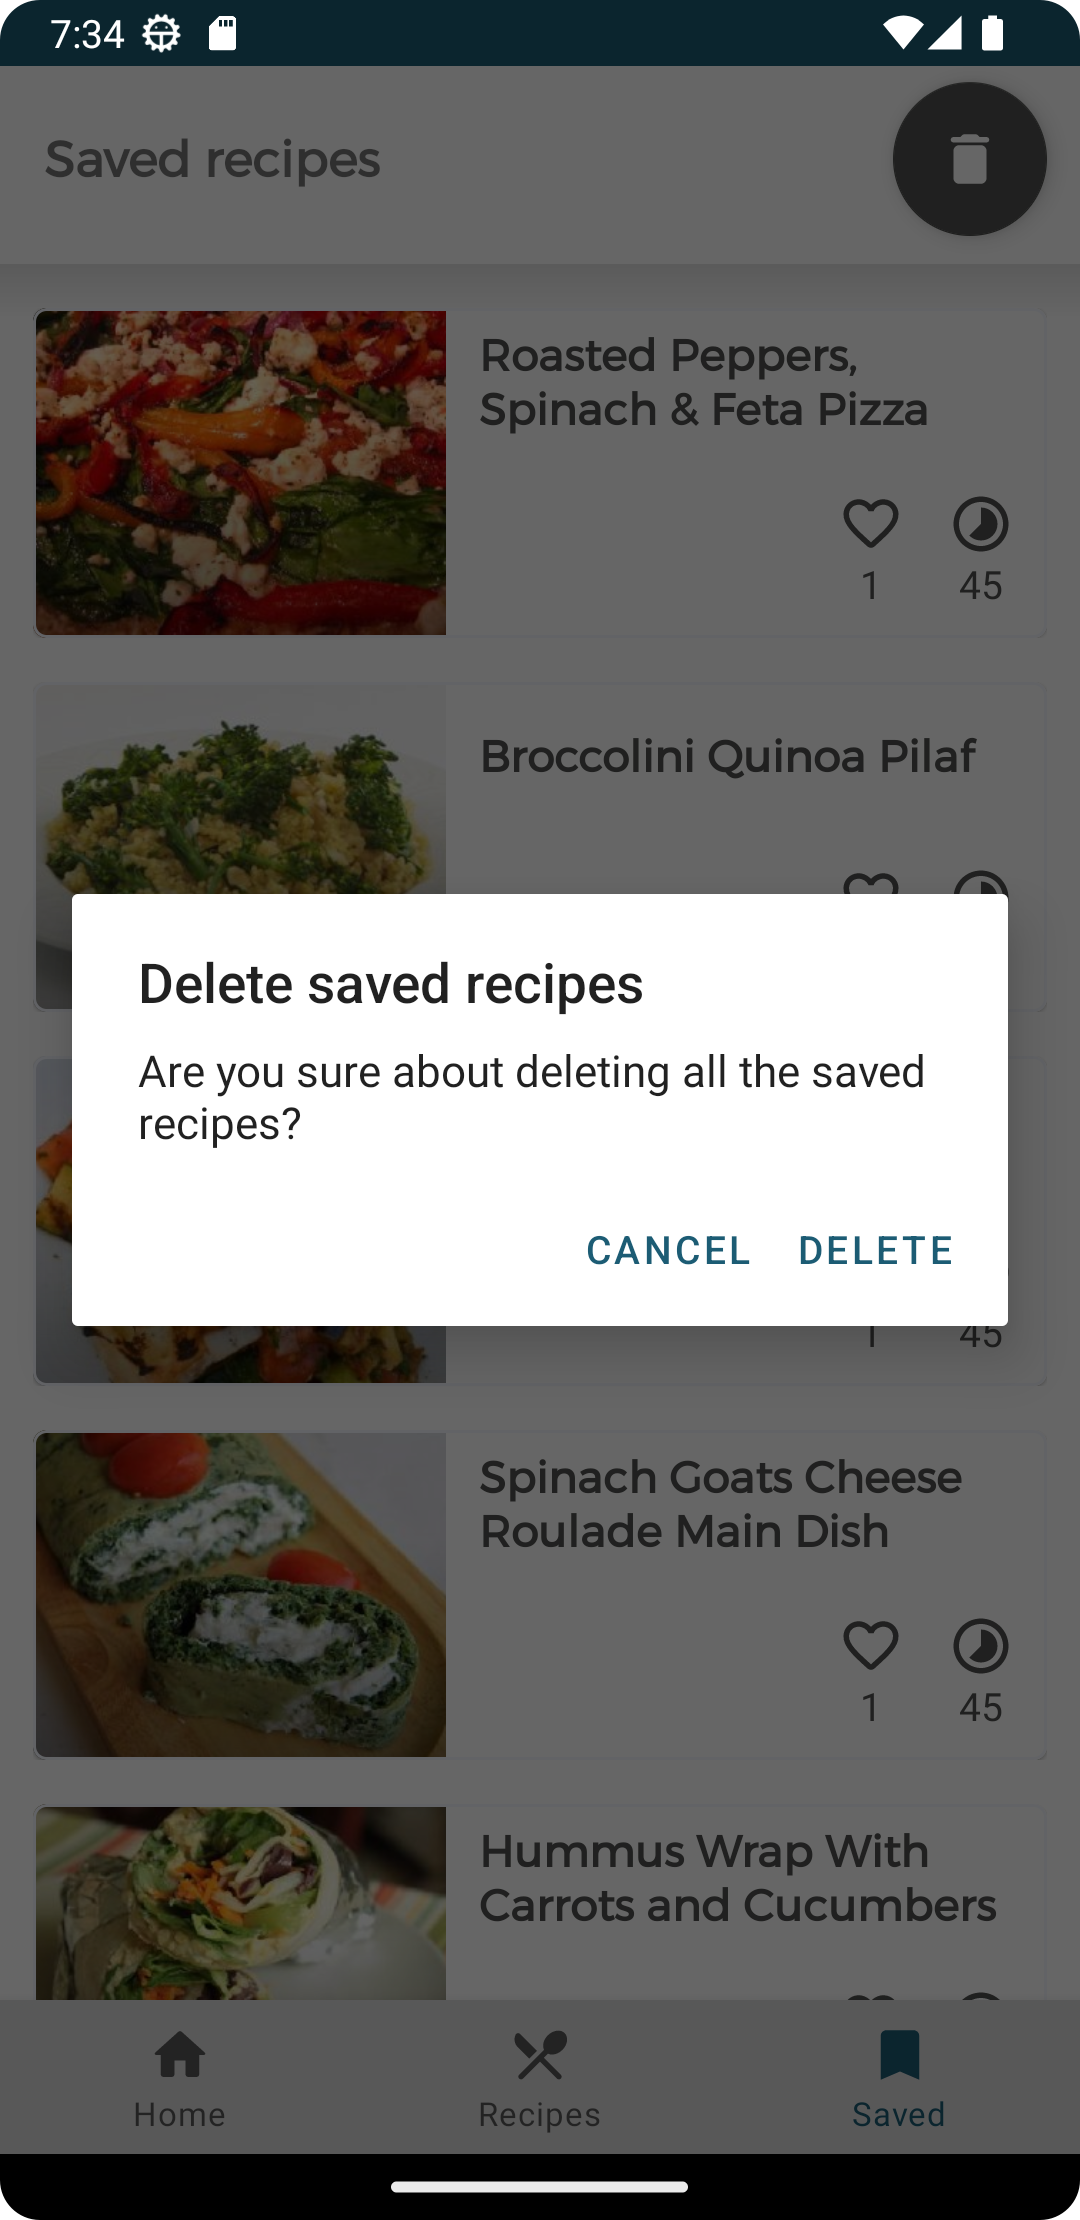 7:34
Saved recipes
Roasted Peppers,
Spinach & Feta Pizza
1 45
Broccolini Quinoa Pilaf
Delete saved recipes
Are you sure about deleting all the saved
recipes?
CANCEL DELETE
1 45
Spinach Goats Cheese
Roulade Main Dish
1 45
Hummus Wrap With
Carrots and Cucumbers
Home Recipes Saved